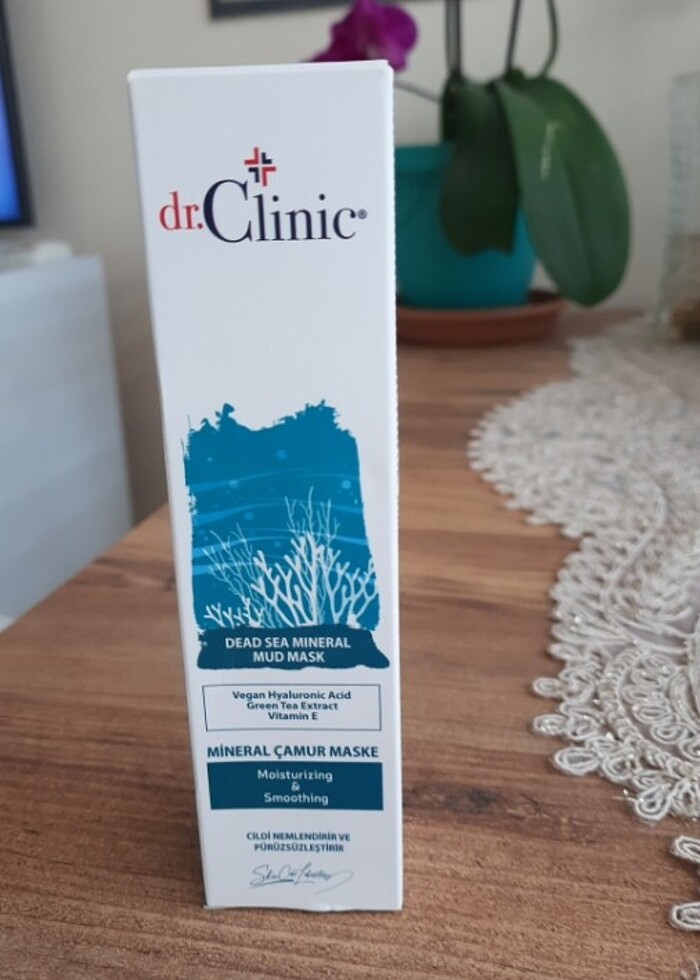 dr.Clinic®
DEAD SEA MINERAL
MUD MASK
Vegan Hyaluronic Acid
Green Tea Extract
Vitamin E
MİNERAL ÇAMUR MASKE
Moisturizing
&
Smoothing
CİLDİ NEMLENDİRİR VE
PÜRÜZSÜZLEŞTİRİR